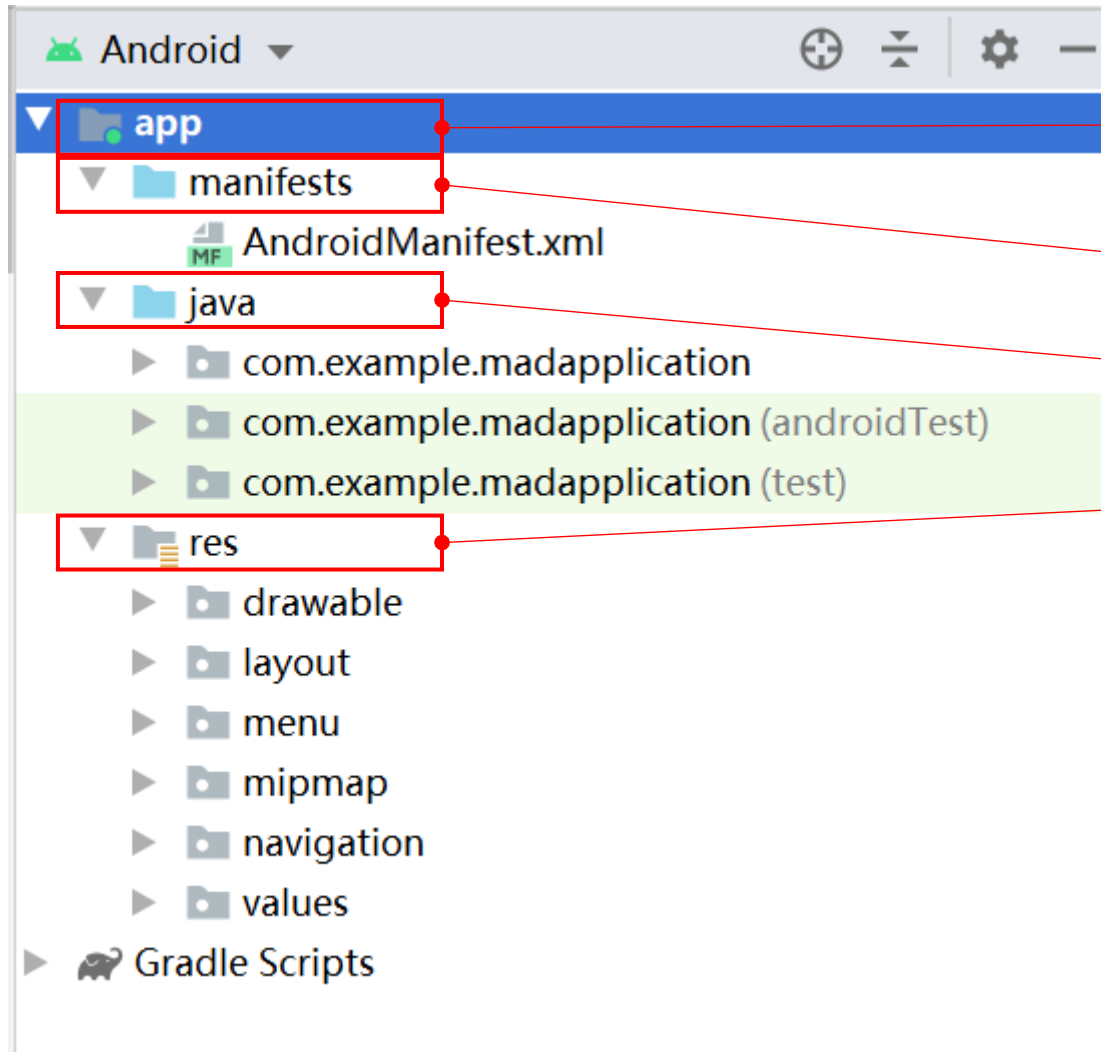 Android
app
manifests
MF AndroidManifest.xml
java
com.example.madapplication
com.example.madapplication (androidTest)
com.example.madapplication (test)
res
drawable
layout
menu
mipmap
navigation
values
Gradle Scripts